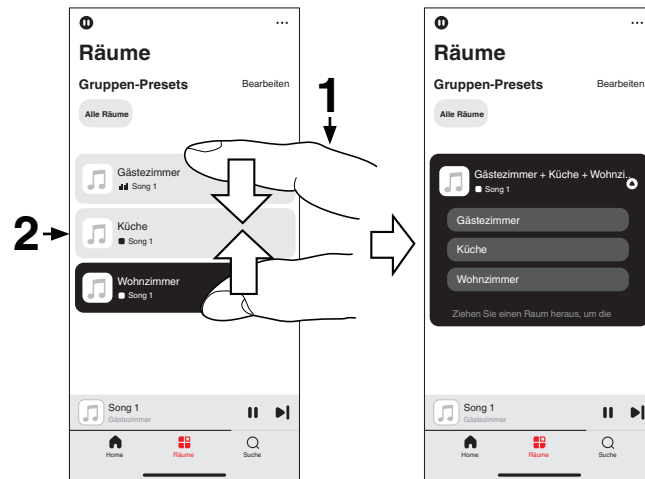 ...
Räume
Gruppen-Presets Bearbeiten
Alle Räume
1
Gästezimmer
Song 1
2
Küche
Song 1
Wohnzimmer
Song 1
Song 1
Gästezimmer
Home Räume Suche
...
Räume
Gruppen-Presets Bearbeiten
Alle Räume
Gästezimmer + Küche + Wohnzi..
Song 1
Gästezimmer
Küche
Wohnzimmer
Ziehen Sie einen Raum heraus, um die
Song 1
Gästezimmer
Home Räume Suche